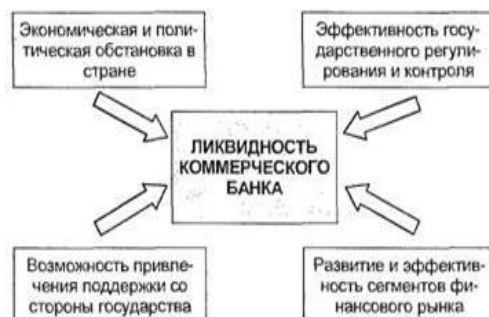 Экономическая и поли-
тическая обстановка в
стране
Эффективность госу-
дарственного регули-
рования и контроля
ЛИКВИДНОСТЬ
КОММЕРЧЕСКОГО
БАНКА
Возможность привле-
чения поддержки со
стороны государства
Развитие и эффектив-
ность сегментов фи-
нансового рынка